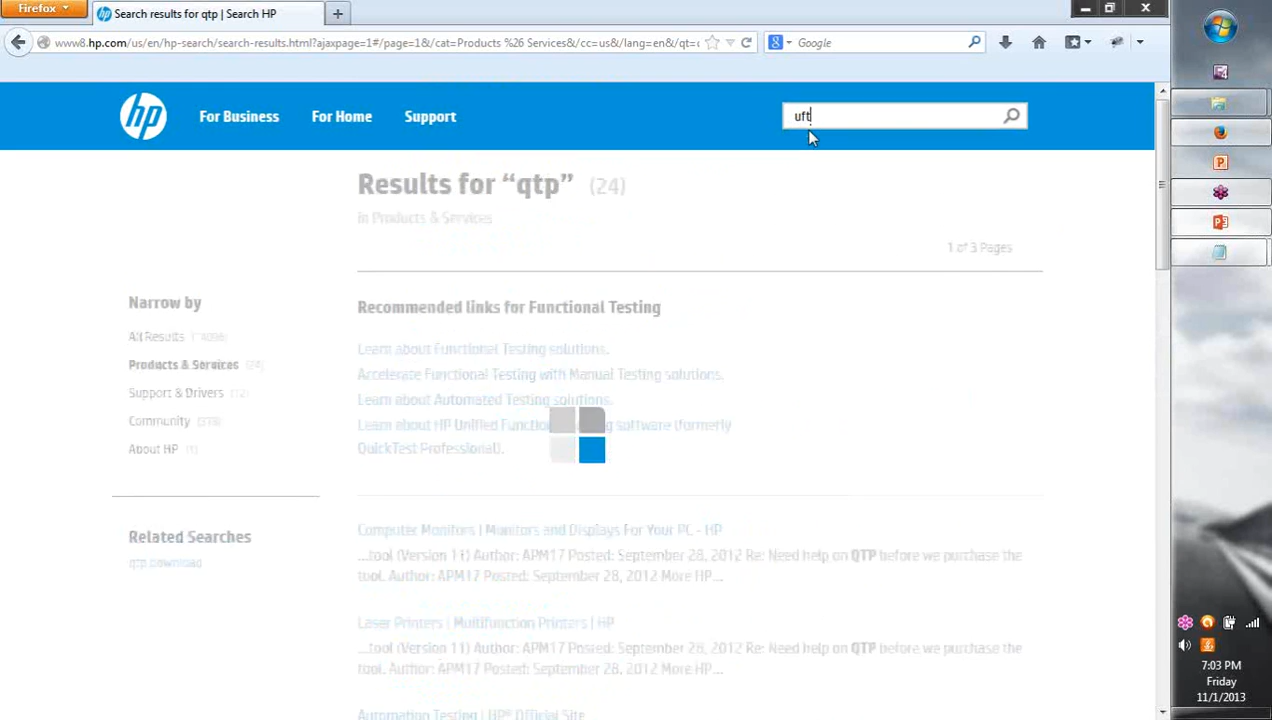 Firefox
Search results for qtp | Search HP
www8.hp.com/us/en/hp-search/search-results.html?ajaxpage=1#/page=1&/cat=Products %26 Services&/cc=us&/lang=en&/qt=c
Google
hp
For Business
For Home
Support
uft
Results for “qtp” (24)
in Products & Services
1 of 3 Pages
Narrow by
All Results
Products & Services (24)
Support & Drivers
Community
About HP (1)
Related Searches
qtp download
Recommended links for Functional Testing
Learn about Functional Testing solutions.
Accelerate Functional Testing with Manual Testing solutions.
Learn about Automated Testing solutions.
Learn about HP Unified software (formerly
QuickTest Professional).
Computer Monitors | Monitors and Displays For Your PC - HP
...tool (Version 11) Author: APM17 Posted: September 28, 2012 Re: Need help on QTP before we purchase the
tool. Author: APM17 Posted: September 28, 2012 More HP...
Laser Printers | Multifunction Printers | HP
...tool (Version 11) Author: APM17 Posted: September 28, 2012 Re: Need help on QTP before we purchase the
tool. Author: APM17 Posted: September 28, 2012 More HP...
Automation Testing | HP® Official Site
7:03 PM
Friday
11/1/2013